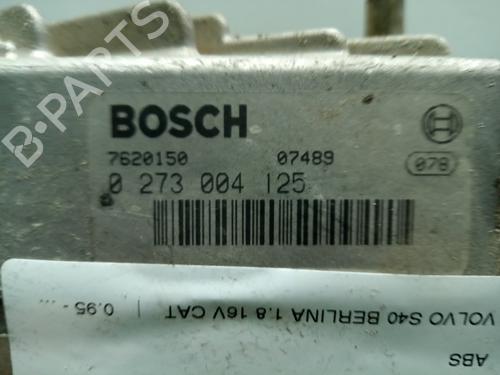 BOSCH
7620150 07489 078
0 273 004 125
ABS
VOLVO S40 BERLINA 1.8 16V CAT | 0.95 - ...
B-PARTS